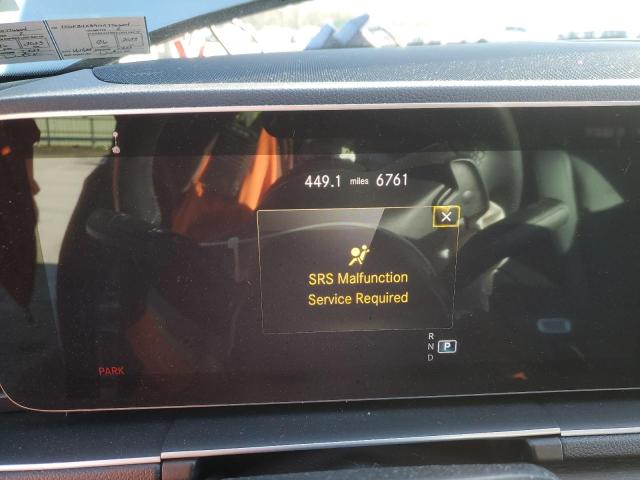 449.1 miles 6761
SRS Malfunction
Service Required
R
N P
D
PARK